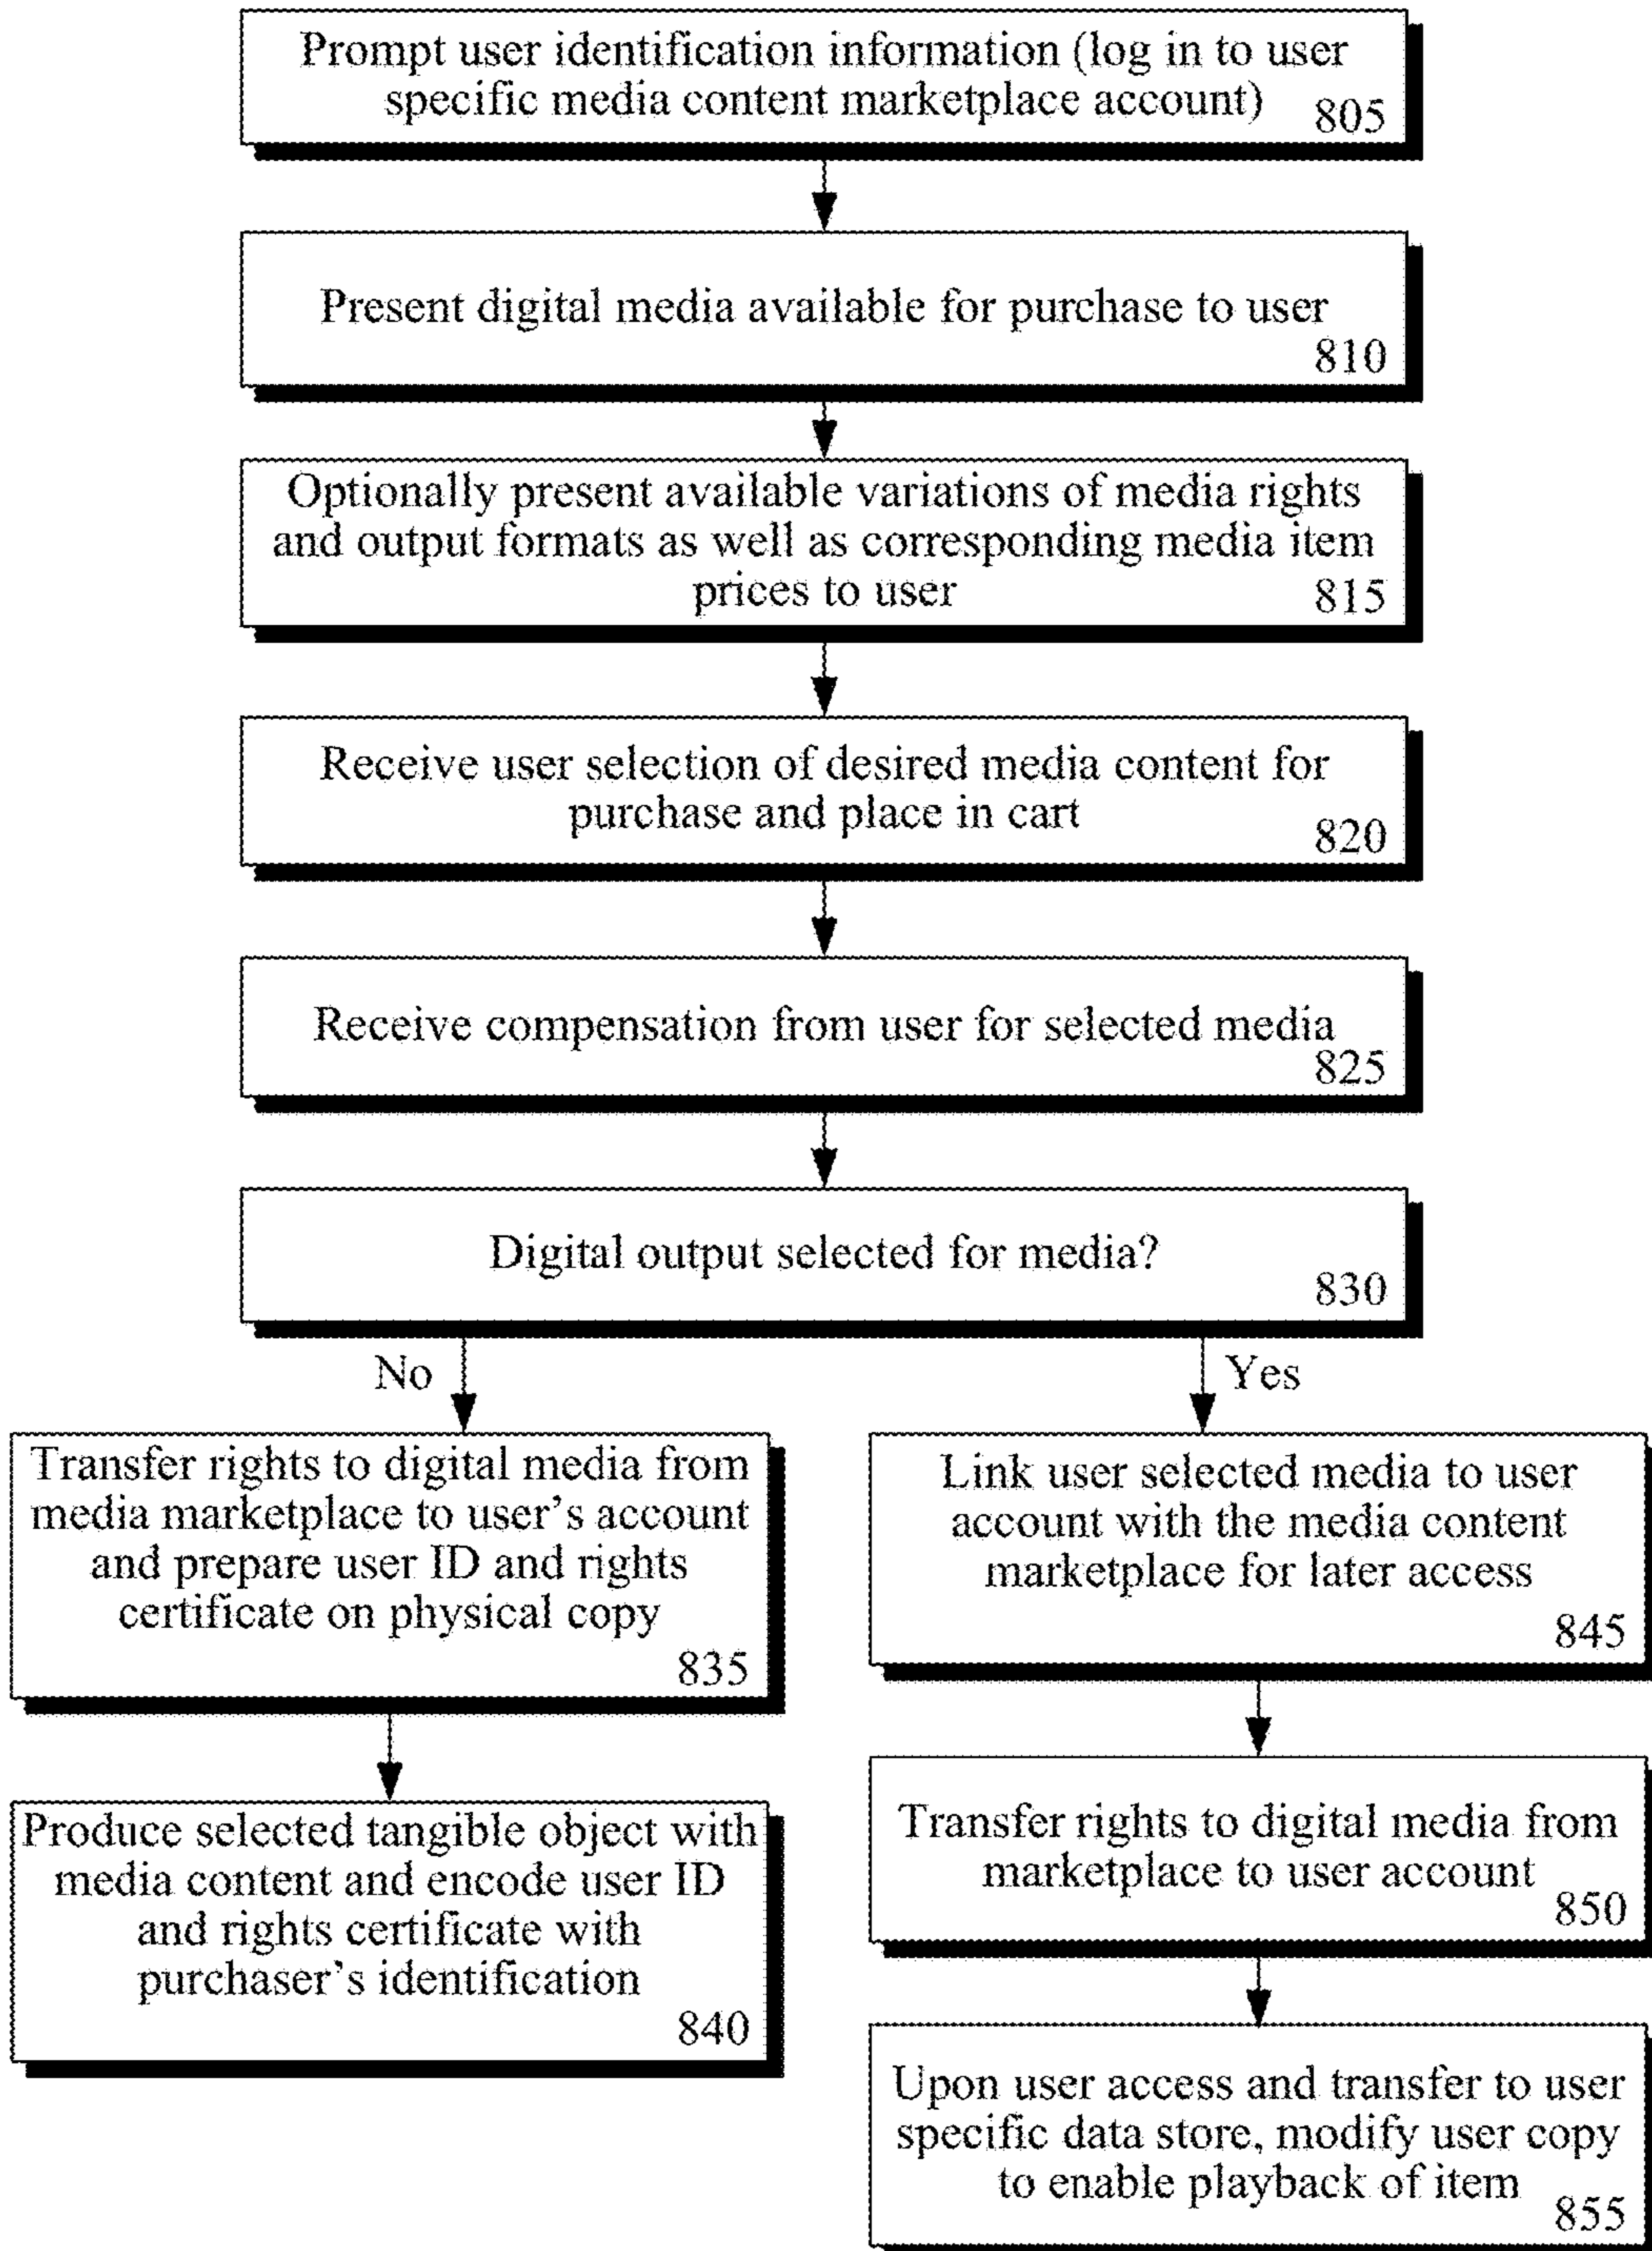 Prompt user identification information (log in to user
specific media content marketplace account)
805
Present digital media available for purchase to user
810
Optionally present available variations of media rights
and output formats as well as corresponding media item
prices to user
815
Receive user selection of desired media content for
purchase and place in cart
820
Receive compensation from user for selected media
825
Digital output selected for media?
830
No
Yes
Transfer rights to digital media from
media marketplace to user’s account
and prepare user ID and rights
certificate on physical copy
835
Produce selected tangible object with
media content and encode user ID
and rights certificate with
purchaser’s identification
840
Link user selected media to user
account with the media content
marketplace for later access
845
Transfer rights to digital media from
marketplace to user account
850
Upon user access and transfer to user
specific data store, modify user copy
to enable playback of item
855